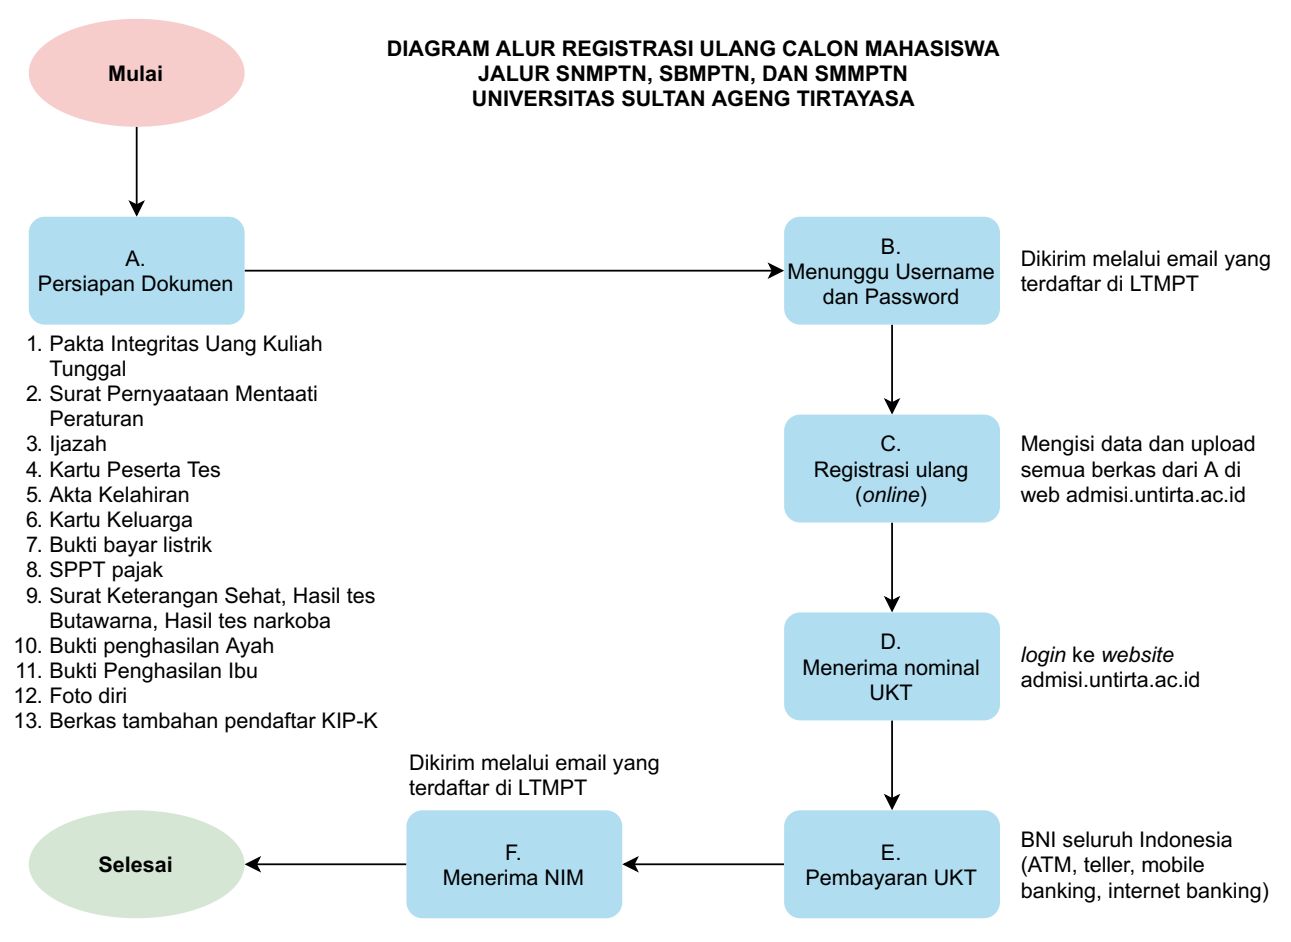 Mulai
DIAGRAM ALUR REGISTRASI ULANG CALON MAHASISWA
JALUR SNMPTN, SBMPTN, DAN SMMPTN
UNIVERSITAS SULTAN AGENG TIRTAYASA
A.
Persiapan Dokumen
1. Pakta Integritas Uang Kuliah
Tunggal
2. Surat Pernyaataan Mentaati
Peraturan
3. Ijazah
4. Kartu Peserta Tes
5. Akta Kelahiran
6. Kartu Keluarga
7. Bukti bayar listrik
8. SPPT pajak
9. Surat Keterangan Sehat, Hasil tes
Butawarna, Hasil tes narkoba
10. Bukti penghasilan Ayah
11. Bukti Penghasilan Ibu
12. Foto diri
13. Berkas tambahan pendaftar KIP-K
B.
Menunggu Username
dan Password
Dikirim melalui email yang
terdaftar di LTMPT
C.
Registrasi ulang
(online)
Mengisi data dan upload
semua berkas dari A di
web admisi.untirta.ac.id
D.
Menerima nominal
UKT
login ke website
admisi.untirta.ac.id
E.
Pembayaran UKT
BNI seluruh Indonesia
(ATM, teller, mobile
banking, internet banking)
Dikirim melalui email yang
terdaftar di LTMPT
F.
Menerima NIM
Selesai